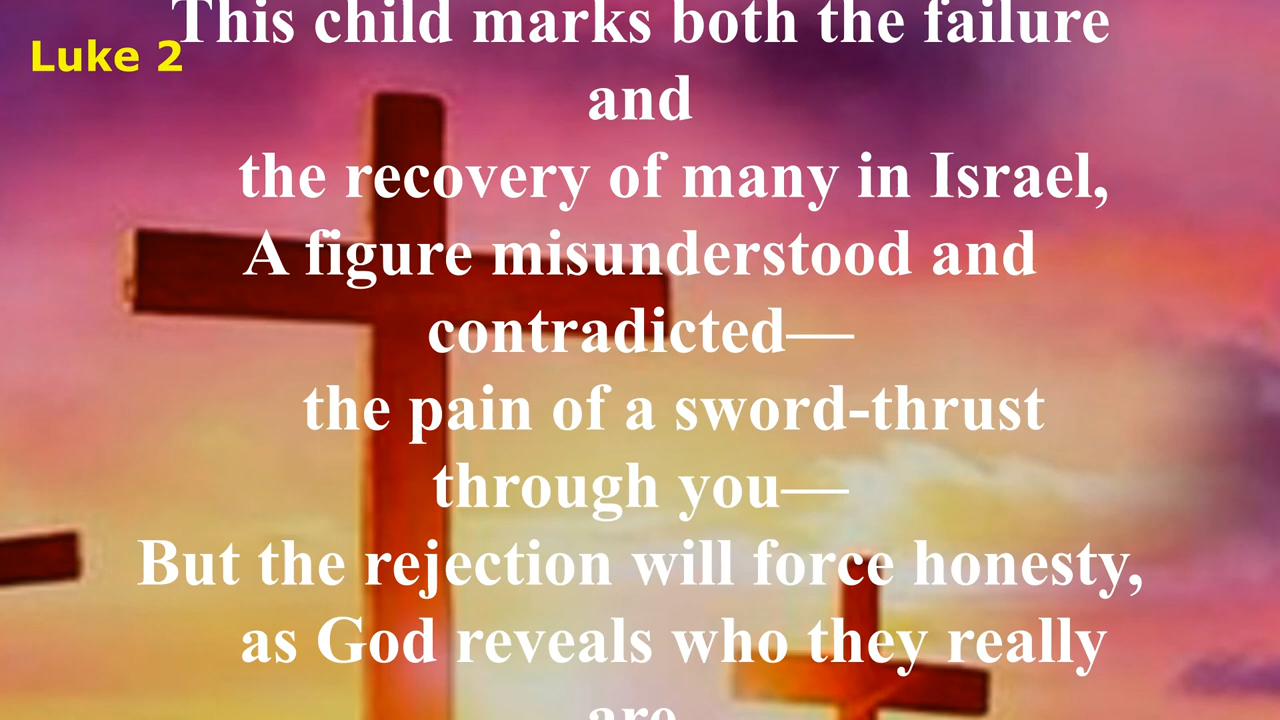 This child marks both the failure
Luke 2
and
the recovery of many in Israel,
A figure misunderstood and
contradicted—
the pain of a sword-thrust
through you—
But the rejection will force honesty,
as God reveals who they really
are